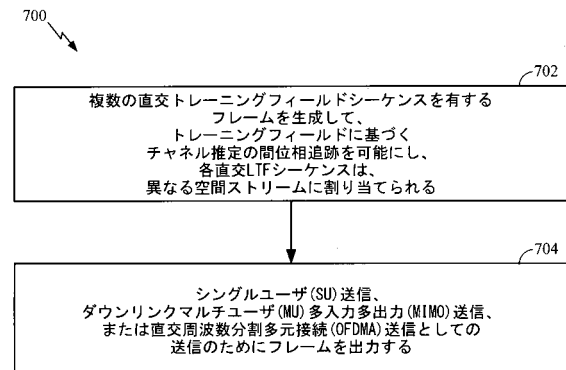 700
702
複数の直交トレーニングフィールドシーケンスを有する
フレームを生成して、
トレーニングフィールドに基づく
チャネル推定の間位相追跡を可能にし、
各直交LTFシーケンスは、
異なる空間ストリームに割り当てられる
704
シングルユーザ(SU)送信、
ダウンリンクマルチユーザ(MU)多入力多出力(MIMO)送信、
または直交周波数分割多元接続(OFDMA)送信としての
送信のためにフレームを出力する